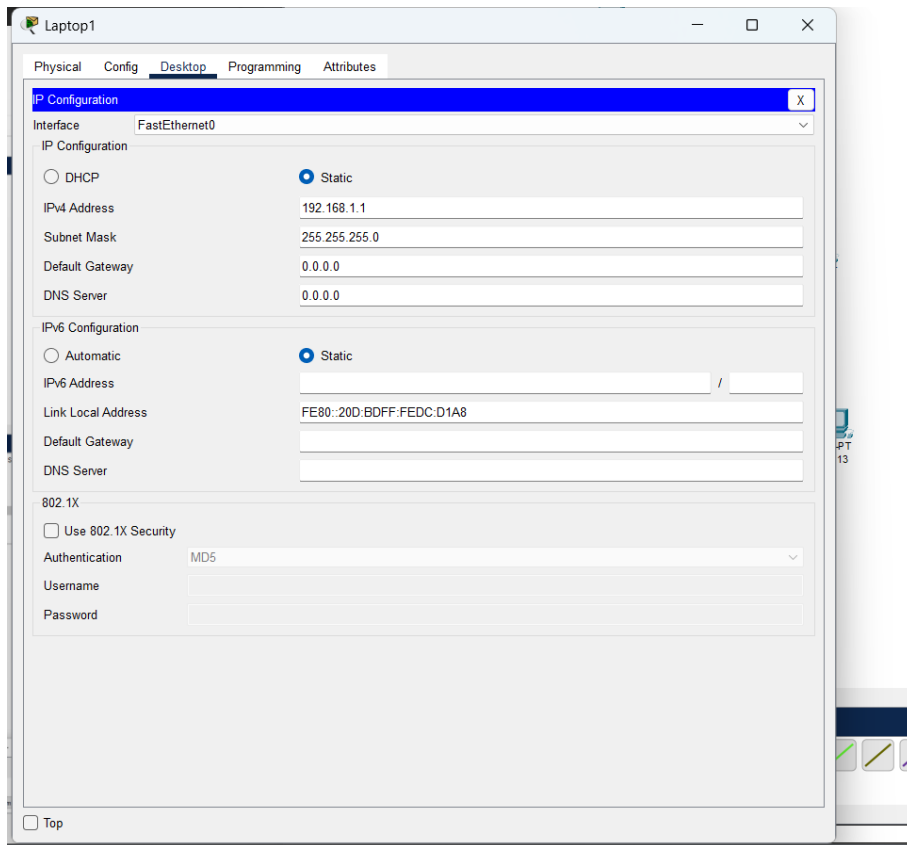 Laptop1
Physical Config Desktop Programming Attributes
IP Configuration X
Interface FastEthernet0
IP Configuration
DHCP Static
IPv4 Address 192.168.1.1
Subnet Mask 255.255.255.0
Default Gateway 0.0.0.0
DNS Server 0.0.0.0
IPv6 Configuration
Automatic Static
IPv6 Address /
Link Local Address FE80::20D:BDFF:FEDC:D1A8
Default Gateway
DNS Server
-PT
13
802.1X
Use 802.1X Security
Authentication MD5
Username
Password
Top